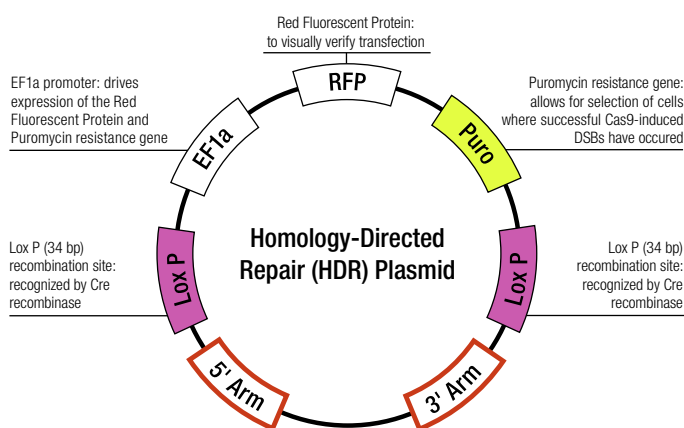 Red Fluorescent Protein:
to visually verify transfection
RFP
EF1a promoter: drives
expression of the Red
Fluorescent Protein and
Puromycin resistance gene
Puromycin resistance gene:
allows for selection of cells
where successful Cas9-induced
DSBs have occured
EF1a
Puro
Homology-Directed
Repair (HDR) Plasmid
Lox P (34 bp)
recombination site:
recognized by Cre
recombinase
Lox P
Lox P
Lox P (34 bp)
recombination site:
recognized by Cre
recombinase
5' Arm
3' Arm